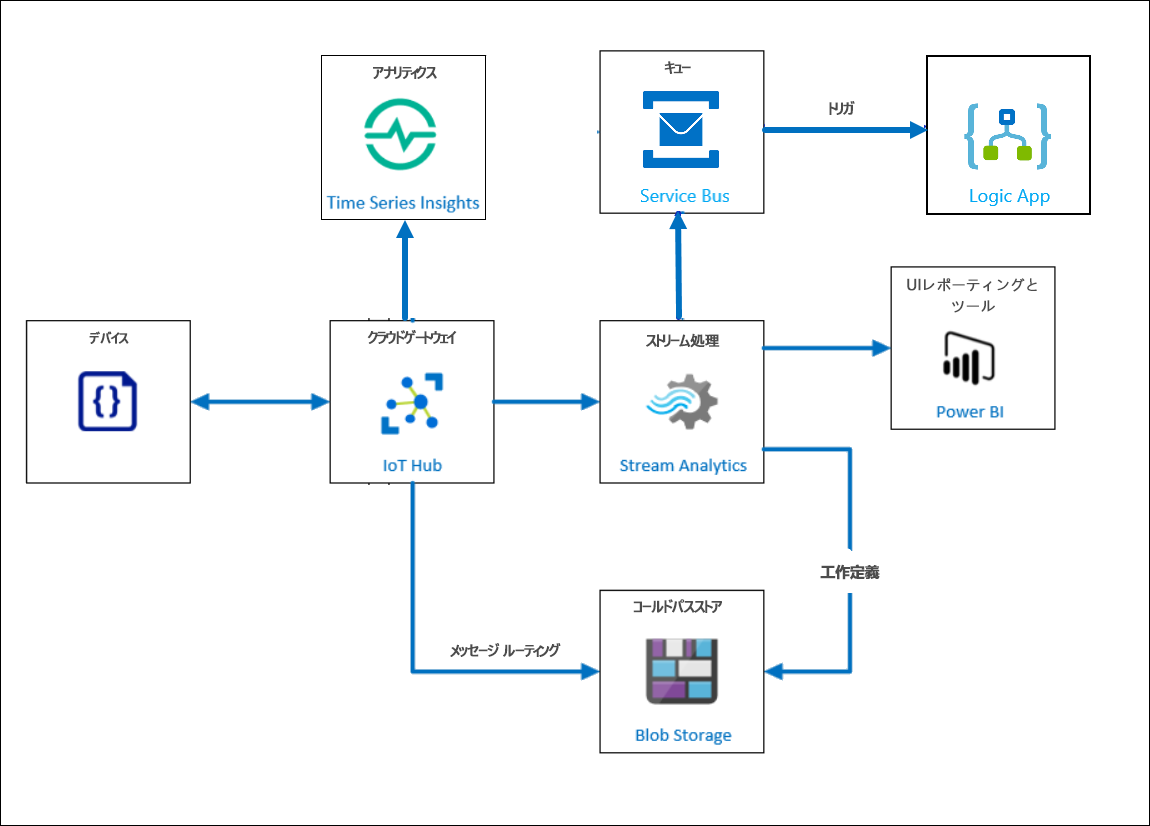 アナリティクス
Time Series Insights
キュー
Service Bus
トリガ
Logic App
UIレポーティングと
ツール
Power BI
デバイス
クラウドゲートウェイ
IoT Hub
ストリーム処理
Stream Analytics
工作定義
メッセージ ルーティング
コールドパスストア
Blob Storage